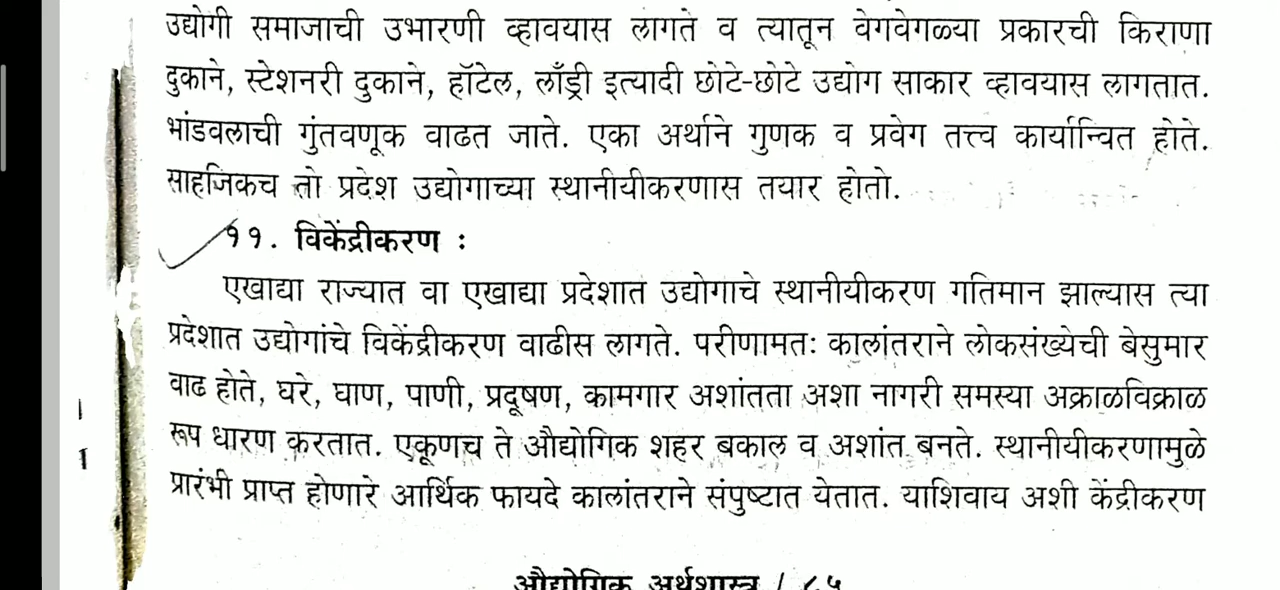 उद्योगी समाजाची उभारणी व्हावयास लागते व त्यातून वेगवेगळ्या प्रकारची किराणा
दुकाने, स्टेशनरी दुकाने, हॉटेल, लाँड्री इत्यादी छोटे-छोटे उद्योग साकार व्हावयास लागतात.
भांडवलाची गुंतवणूक वाढत जाते. एका अर्थाने गुणक व प्रवेग तत्त्व कार्यान्वित होते.
साहजिकच तो प्रदेश उद्योगाच्या स्थानीयीकरणास तयार होतो.
११. विकेंद्रीकरण :
एखाद्या राज्यात वा एखाद्या प्रदेशात उद्योगाचे स्थानीयीकरण गतिमान झाल्यास त्या
प्रदेशात उद्योगांचे विकेंद्रीकरण वाढीस लागते. परीणामतः कालांतराने लोकसंख्येची बेसुमार
वाढ होते, घरे, घाण, पाणी, प्रदूषण, कामगार अशांतता अशा नागरी समस्या अक्राळविक्राळ
रूप धारण करतात. एकूणच ते औद्योगिक शहर बकाल व अशांत बनते. स्थानीयीकरणामुळे
प्रारंभी प्राप्त होणारे आर्थिक फायदे कालांतराने संपुष्टात येतात. याशिवाय अशी केंद्रीकरण
औद्योगिक अर्थशास्त्र / ८५